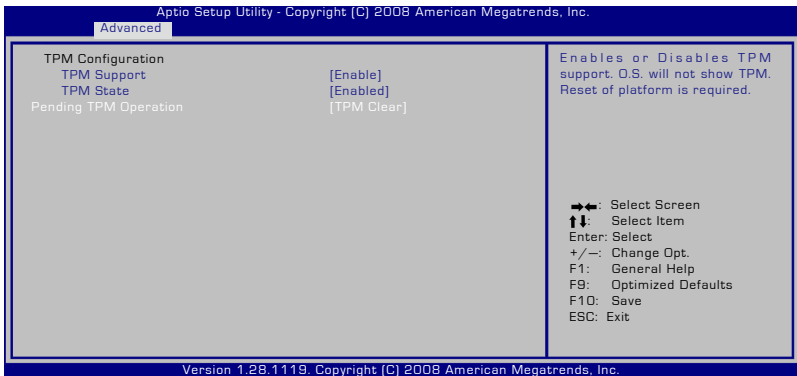 Aptio Setup Utility - Copyright (C) 2008 American Megatrends, Inc.
Advanced
TPM Configuration
TPM Support [Enable]
TPM State [Enabled]
Pending TPM Operation [TPM Clear]
Enables or Disables TPM
support. O.S. will not show TPM.
Reset of platform is required.
→←: Select Screen
↑↓: Select Item
Enter: Select
+/−: Change Opt.
F1: General Help
F9: Optimized Defaults
F10: Save
ESC: Exit
Version 1.28.1119. Copyright (C) 2008 American Megatrends, Inc.